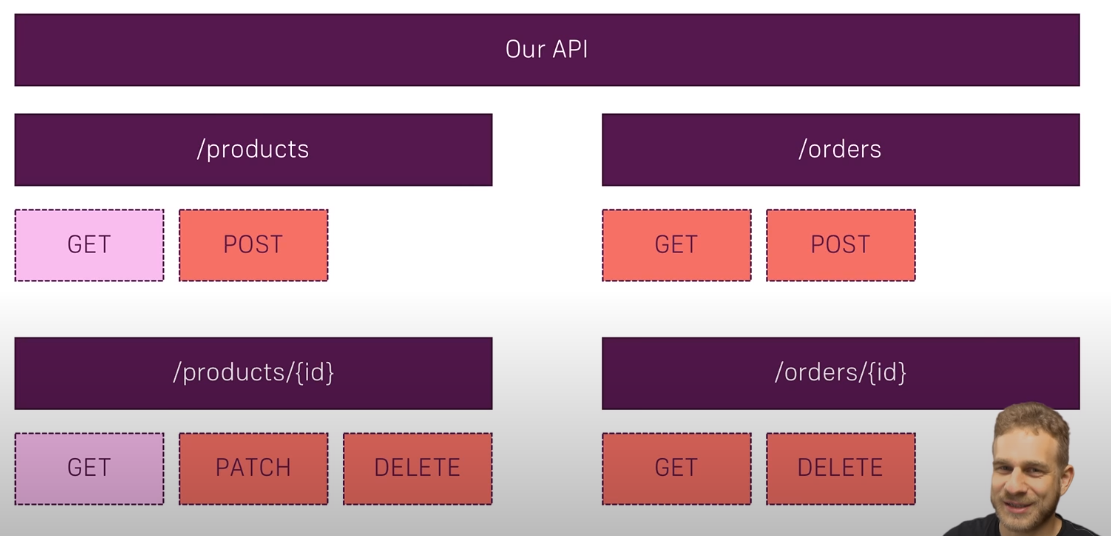 Our API
/products
/orders
GET POST
GET POST
/products/{id}
/orders/{id}
GET PATCH DELETE
GET DELETE